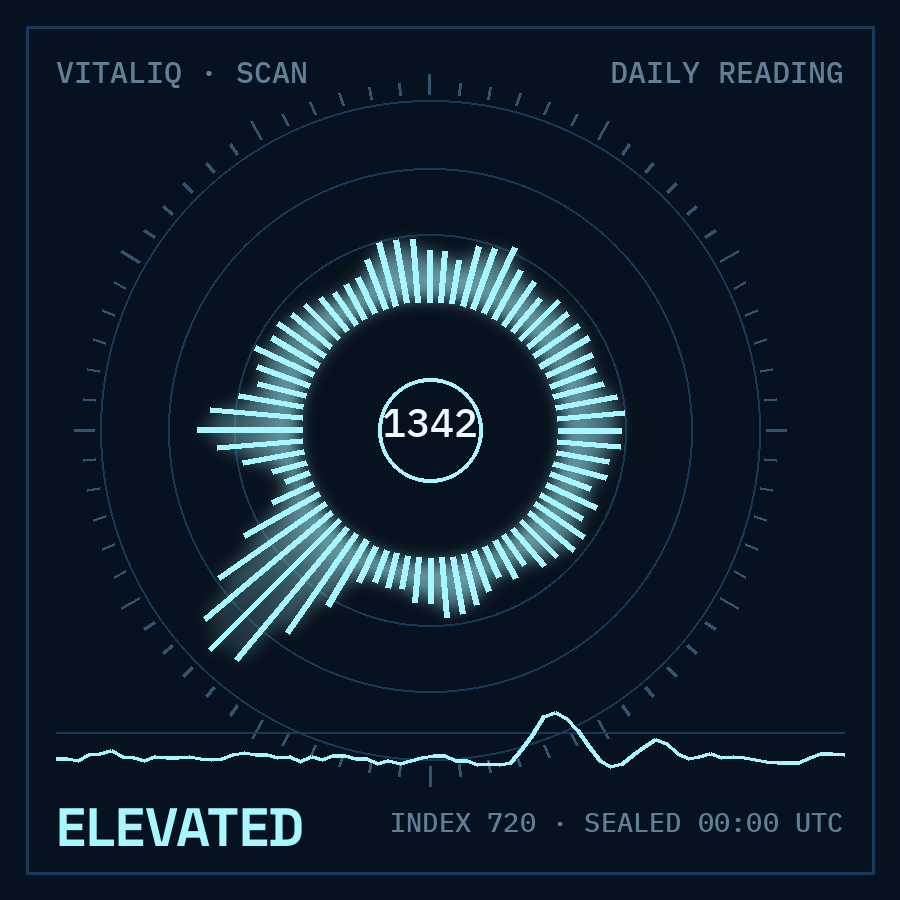 VITALIQ · SCAN
DAILY READING
1342
ELEVATED
INDEX 720 · SEALED 00:00 UTC